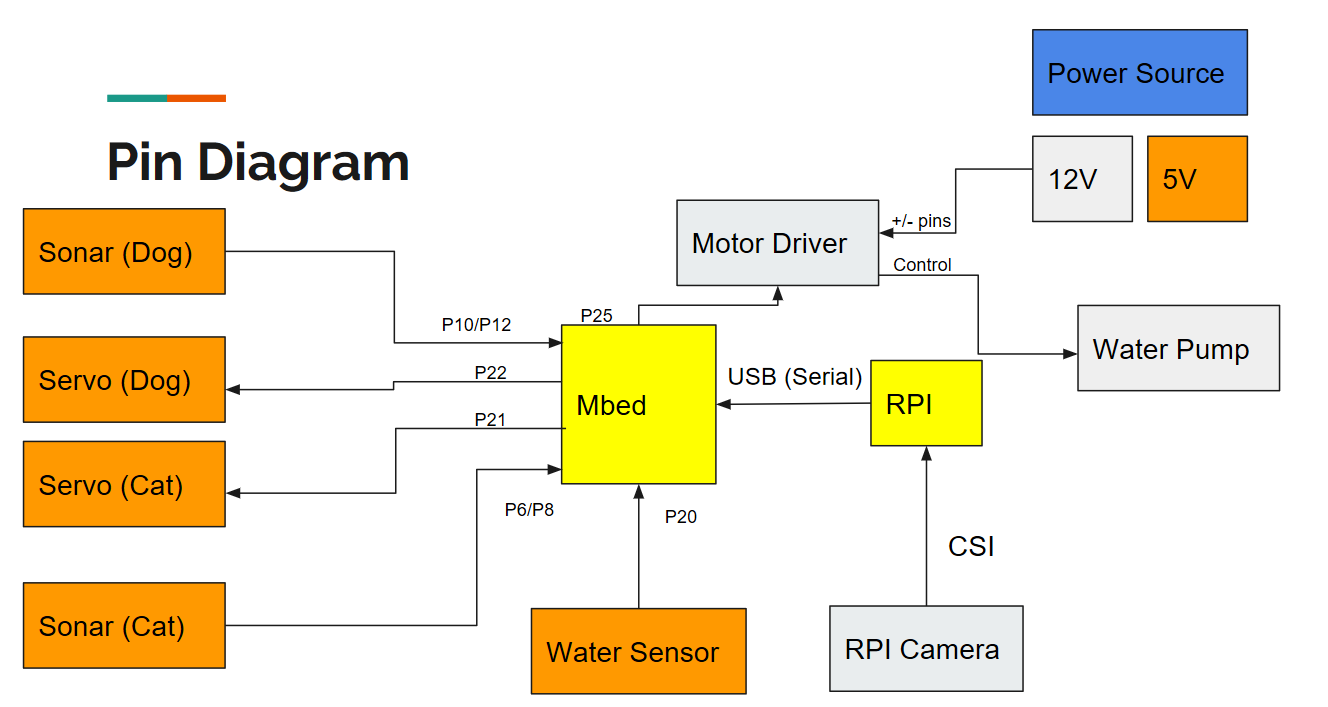 Pin Diagram
Power Source
12V
5V
Sonar (Dog)
Motor Driver
+/- pins
Control
P10/P12
P25
Water Pump
Servo (Dog)
P22
Mbed
USB (Serial)
RPI
P21
Servo (Cat)
P6/P8
P20
CSI
Sonar (Cat)
Water Sensor
RPI Camera